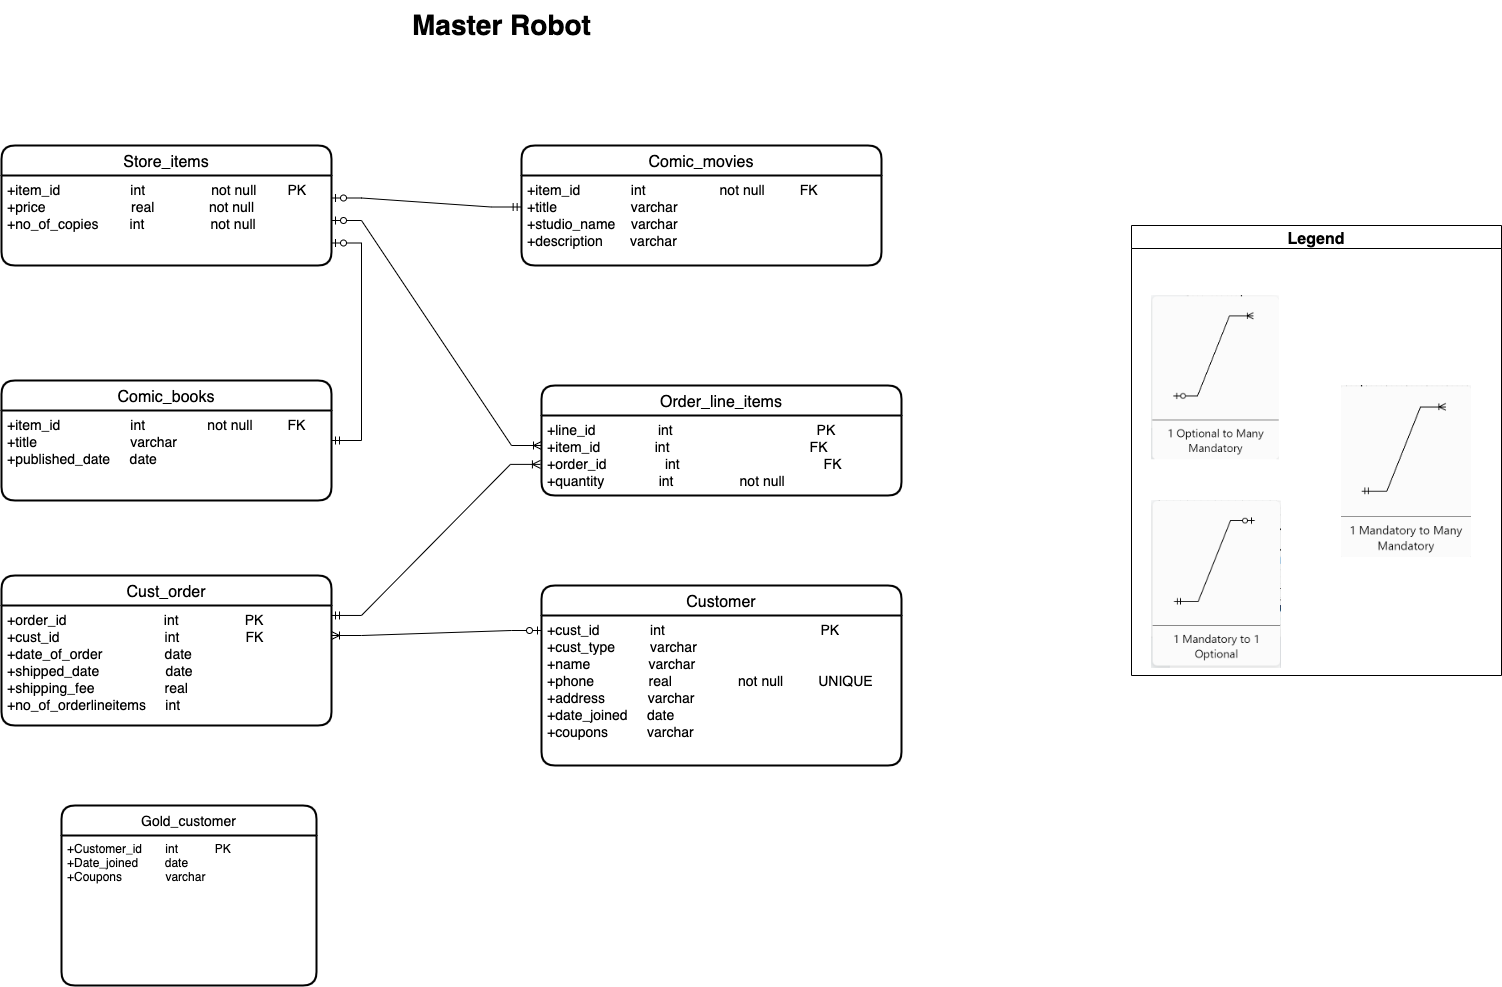 Master Robot
Store_items
+item_id int not null PK
+price real not null
+no_of_copies int not null
Comic_movies
+item_id int not null FK
+title varchar
+studio_name varchar
+description varchar
Comic_books
+item_id int not null FK
+title varchar
+published_date date
Order_line_items
+line_id int PK
+item_id int FK
+order_id int FK
+quantity int not null
Cust_order
+order_id int PK
+cust_id int FK
+date_of_order date
+shipped_date date
+shipping_fee real
+no_of_orderlineitems int
Customer
+cust_id int PK
+cust_type varchar
+name varchar
+phone real not null UNIQUE
+address varchar
+date_joined date
+coupons varchar
Gold_customer
+Customer_id int PK
+Date_joined date
+Coupons varchar
Legend
1 Optional to Many
Mandatory
1 Mandatory to Many
Mandatory
1 Mandatory to 1
Optional